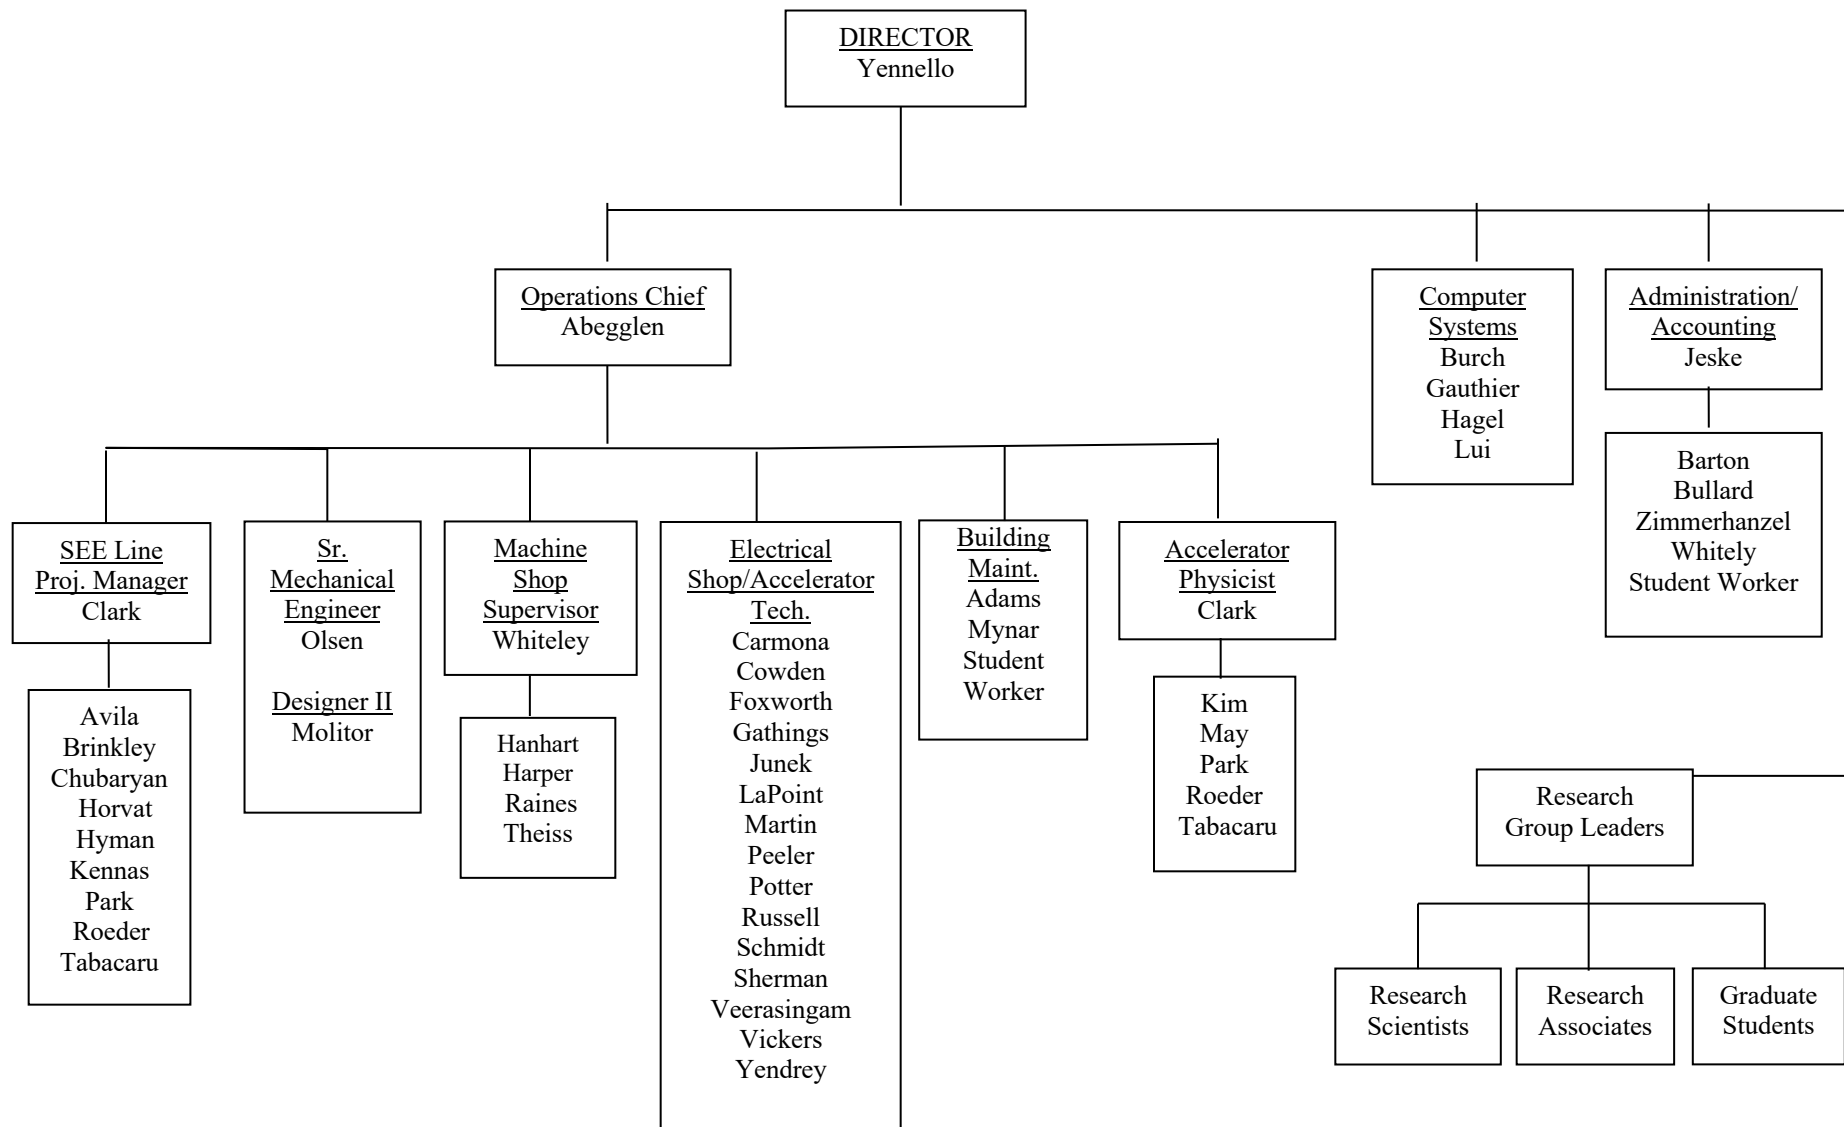 DIRECTOR
Yennello
Operations Chief
Abegglen
Computer
Systems
Burch
Gauthier
Hagel
Lui
Administration/
Accounting
Jeske
Barton
Bullard
Zimmerhanzel
Whitely
Student Worker
SEE Line
Proj. Manager
Clark
Avila
Brinkley
Chubaryan
Horvat
Hyman
Kennas
Park
Roeder
Tabacaru
Sr.
Mechanical
Engineer
Olsen
Designer II
Molitor
Machine
Shop
Supervisor
Whiteley
Hanhart
Harper
Raines
Theiss
Electrical
Shop/Accelerator
Tech.
Carmona
Cowden
Foxworth
Gathings
Junek
LaPoint
Martin
Peeler
Potter
Russell
Schmidt
Sherman
Veerasingam
Vickers
Yendrey
Building
Maint.
Adams
Mynar
Student
Worker
Accelerator
Physicist
Clark
Kim
May
Park
Roeder
Tabacaru
Research
Group Leaders
Research
Scientists
Research
Associates
Graduate
Students